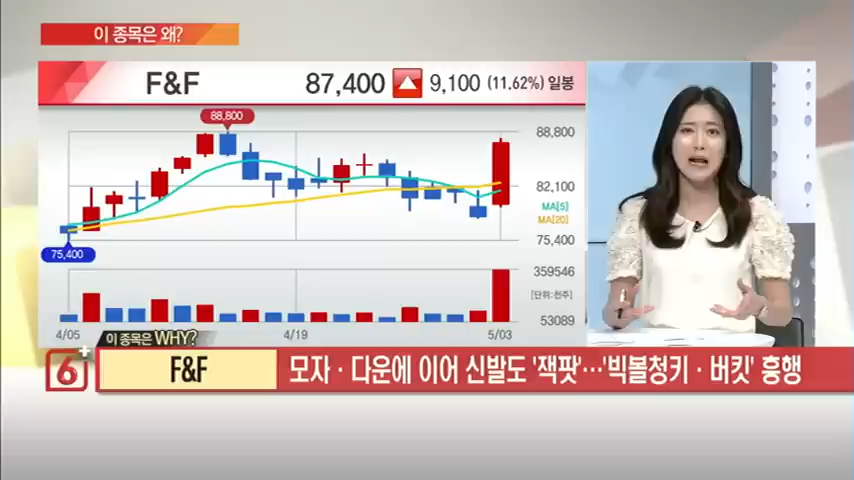 이 종목은 왜?
F&F 87,400 9,100 (11.62%) 일봉
88,800
88,800
82,100
MA[5]
MA[20]
75,400
75,400
359546
[단위:천주]
53089
4/05 4/19 5/03
이 종목은 WHY?
6+
F&F
모자·다운에 이어 신발도 '잭팟'…'빅볼청키·버킷' 흥행